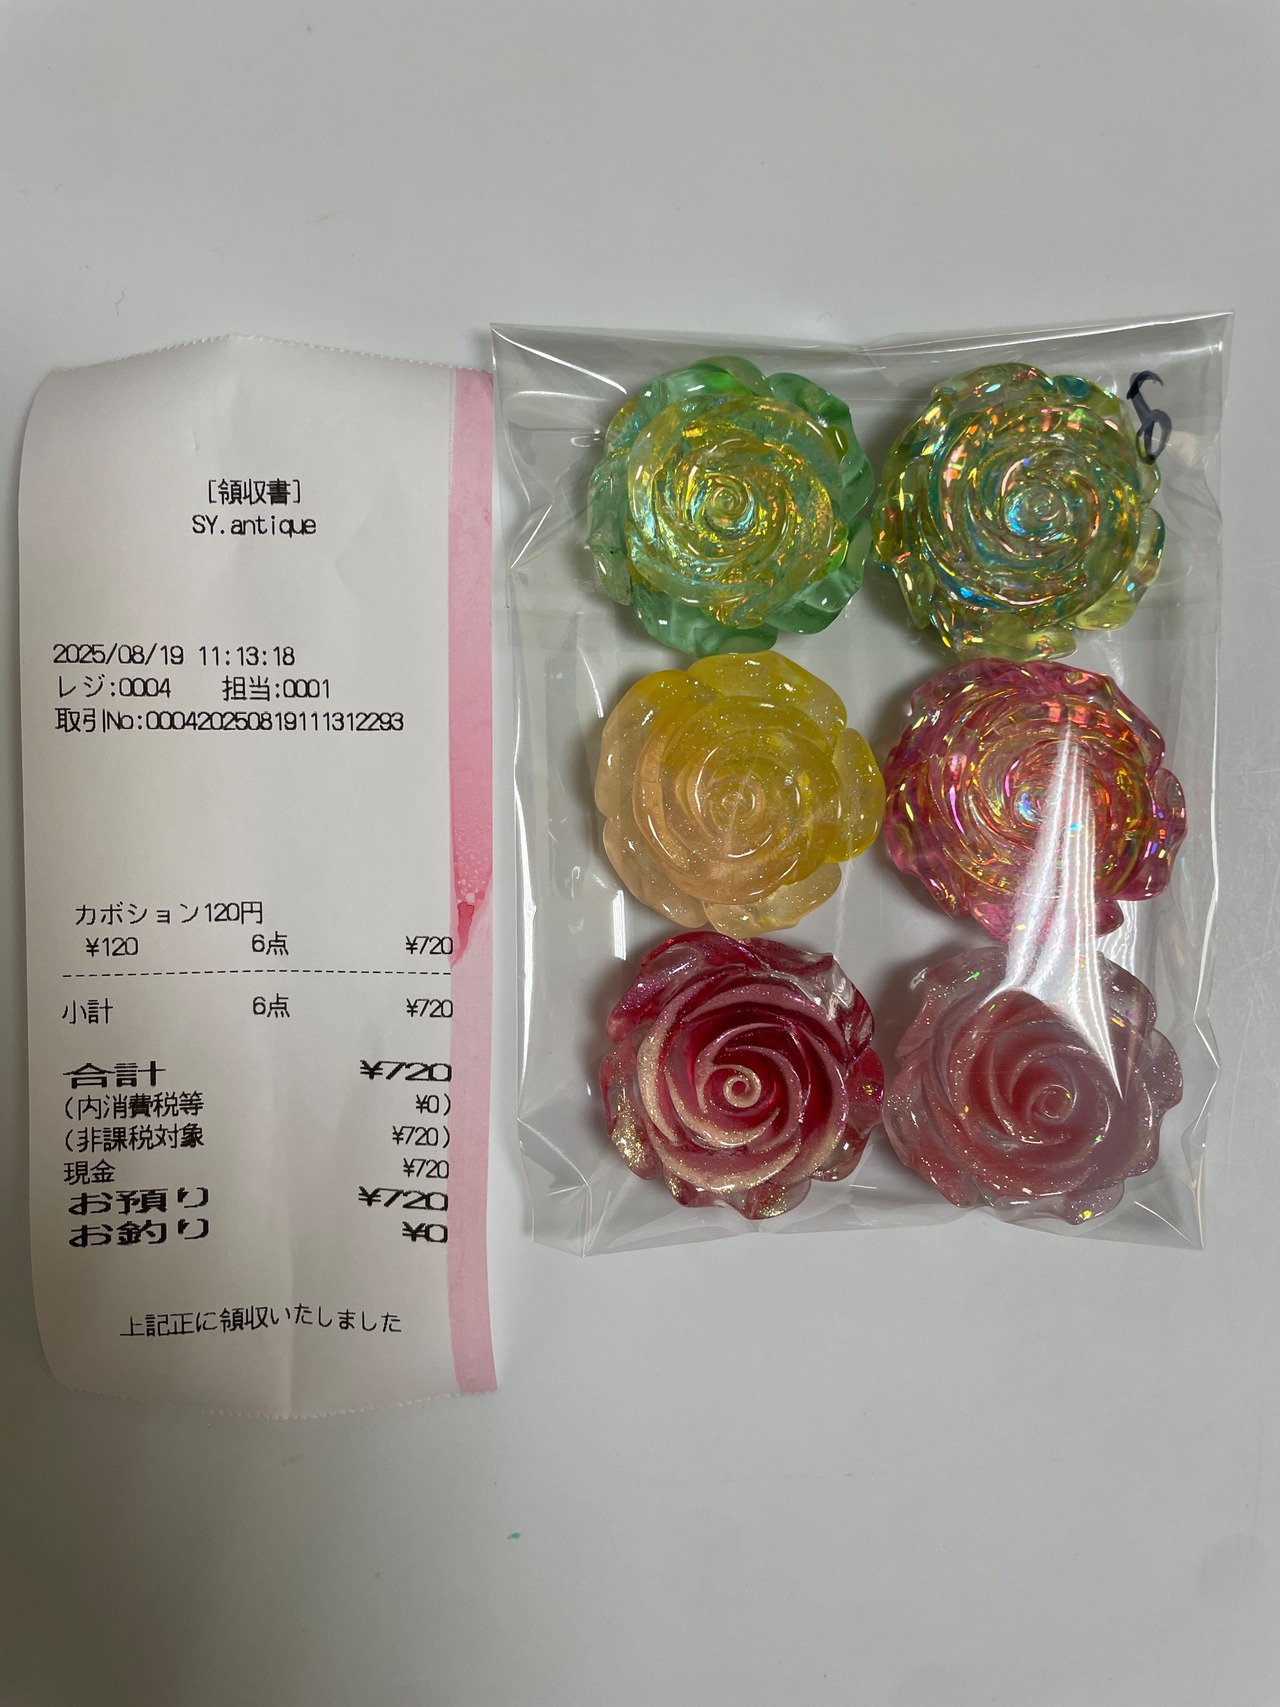 [領収書]
SY.antique
2025/08/19 11:13:18
レジ:0004 担当:0001
取引No:000420250819111312293
カボション120円
¥120 6点 ¥720
小計 6点 ¥720
合計 ¥720
(内消費税等 ¥0)
(非課税対象 ¥720)
現金 ¥720
お預り ¥720
お釣り ¥0
上記正に領収いたしました